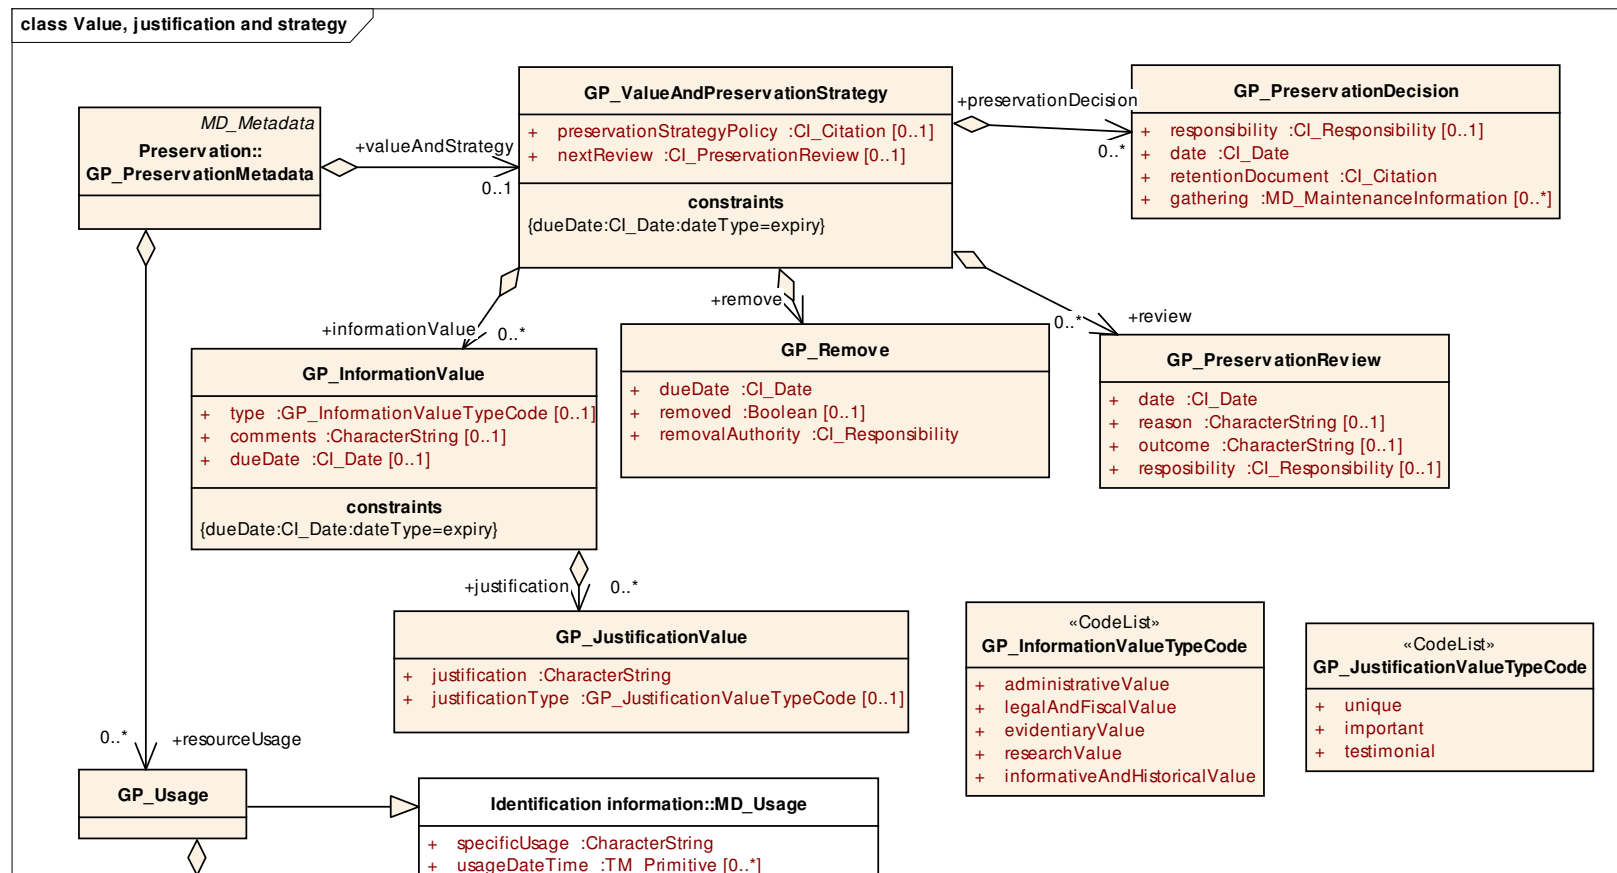 class Value, justification and strategy
MD_Metadata
Preservation::
GP_PreservationMetadata
+valueAndStrategy
0..1
GP_ValueAndPreservationStrategy
+ preservationStrategyPolicy :CI_Citation [0..1]
+ nextReview :CI_PreservationReview [0..1]
constraints
{dueDate:CI_Date:dateType=expiry}
+preservationDecision
0..*
GP_PreservationDecision
+ responsibility :CI_Responsibility [0..1]
+ date :CI_Date
+ retentionDocument :CI_Citation
+ gathering :MD_MaintenanceInformation [0..*]
+informationValue
0..*
+remove
0..*
+review
GP_InformationValue
+ type :GP_InformationValueTypeCode [0..1]
+ comments :CharacterString [0..1]
+ dueDate :CI_Date [0..1]
constraints
{dueDate:CI_Date:dateType=expiry}
GP_Remove
+ dueDate :CI_Date
+ removed :Boolean [0..1]
+ removalAuthority :CI_Responsibility
GP_PreservationReview
+ date :CI_Date
+ reason :CharacterString [0..1]
+ outcome :CharacterString [0..1]
+ resposibility :CI_Responsibility [0..1]
+justification
0..*
GP_JustificationValue
+ justification :CharacterString
+ justificationType :GP_JustificationValueTypeCode [0..1]
«CodeList»
GP_InformationValueTypeCode
+ administrativeValue
+ legalAndFiscalValue
+ evidentiaryValue
+ researchValue
+ informativeAndHistoricalValue
«CodeList»
GP_JustificationValueTypeCode
+ unique
+ important
+ testimonial
0..*
+resourceUsage
GP_Usage
Identification information::MD_Usage
+ specificUsage :CharacterString
+ usageDateTime :TM_Primitive [0..*]